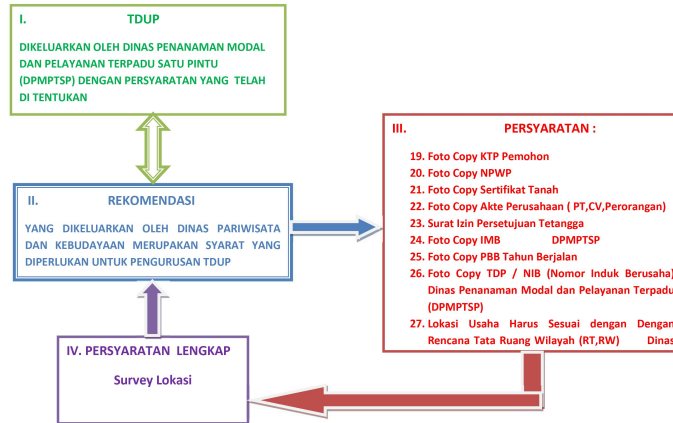 I. TDUP
DIKELUARKAN OLEH DINAS PENANAMAN MODAL
DAN PELAYANAN TERPADU SATU PINTU
(DPMPTSP) DENGAN PERSYARATAN YANG TELAH
DI TENTUKAN
II. REKOMENDASI
YANG DIKELUARKAN OLEH DINAS PARIWISATA
DAN KEBUDAYAAN MERUPAKAN SYARAT YANG
DIPERLUKAN UNTUK PENGURUSAN TDUP
III. PERSYARATAN :
19. Foto Copy KTP Pemohon
20. Foto Copy NPWP
21. Foto Copy Sertifikat Tanah
22. Foto Copy Akte Perusahaan ( PT,CV,Perorangan)
23. Surat Izin Persetujuan Tetangga
24. Foto Copy IMB DPMPTSP
25. Foto Copy PBB Tahun Berjalan
26. Foto Copy TDP / NIB (Nomor Induk Berusaha)
Dinas Penanaman Modal dan Pelayanan Terpadu
(DPMPTSP)
27. Lokasi Usaha Harus Sesuai dengan Dengan
Rencana Tata Ruang Wilayah (RT,RW) Dinas
IV. PERSYARATAN LENGKAP
Survey Lokasi